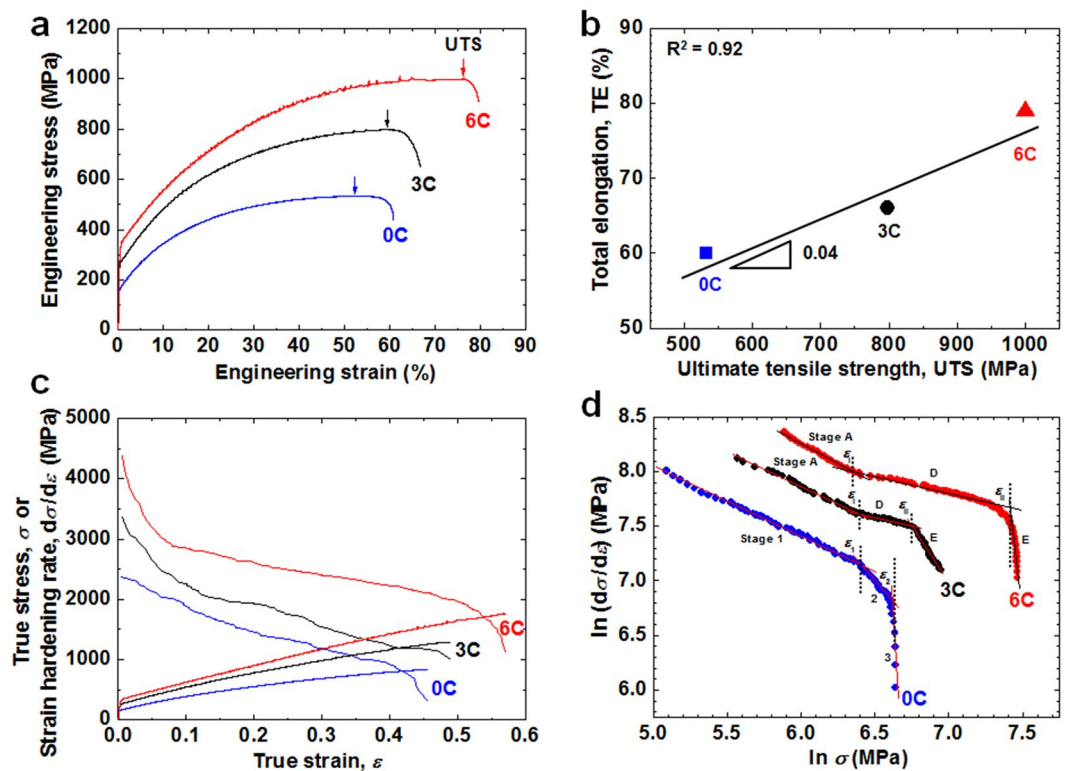 a
Engineering stress (MPa)
1200
1000
800
600
400
200
0
UTS
6C
3C
0C
0 10 20 30 40 50 60 70 80 90
Engineering strain (%)
b
Total elongation, TE (%)
90
80
70
60
50
R² = 0.92
6C
3C
0C
0.04
500 600 700 800 900 1000
Ultimate tensile strength, UTS (MPa)
c
True stress, σ or
Strain hardening rate, dσ/dε (MPa)
5000
4000
3000
2000
1000
0
6C
3C
0C
0.0 0.1 0.2 0.3 0.4 0.5 0.6
True strain, ε
d
ln (dσ/dε) (MPa)
8.5
8.0
7.5
7.0
6.5
6.0
Stage A
εI
D
εII
E
6C
Stage A
εI
D
εII
E
3C
Stage 1
ε1
2
ε2
3
0C
5.0 5.5 6.0 6.5 7.0 7.5
ln σ (MPa)